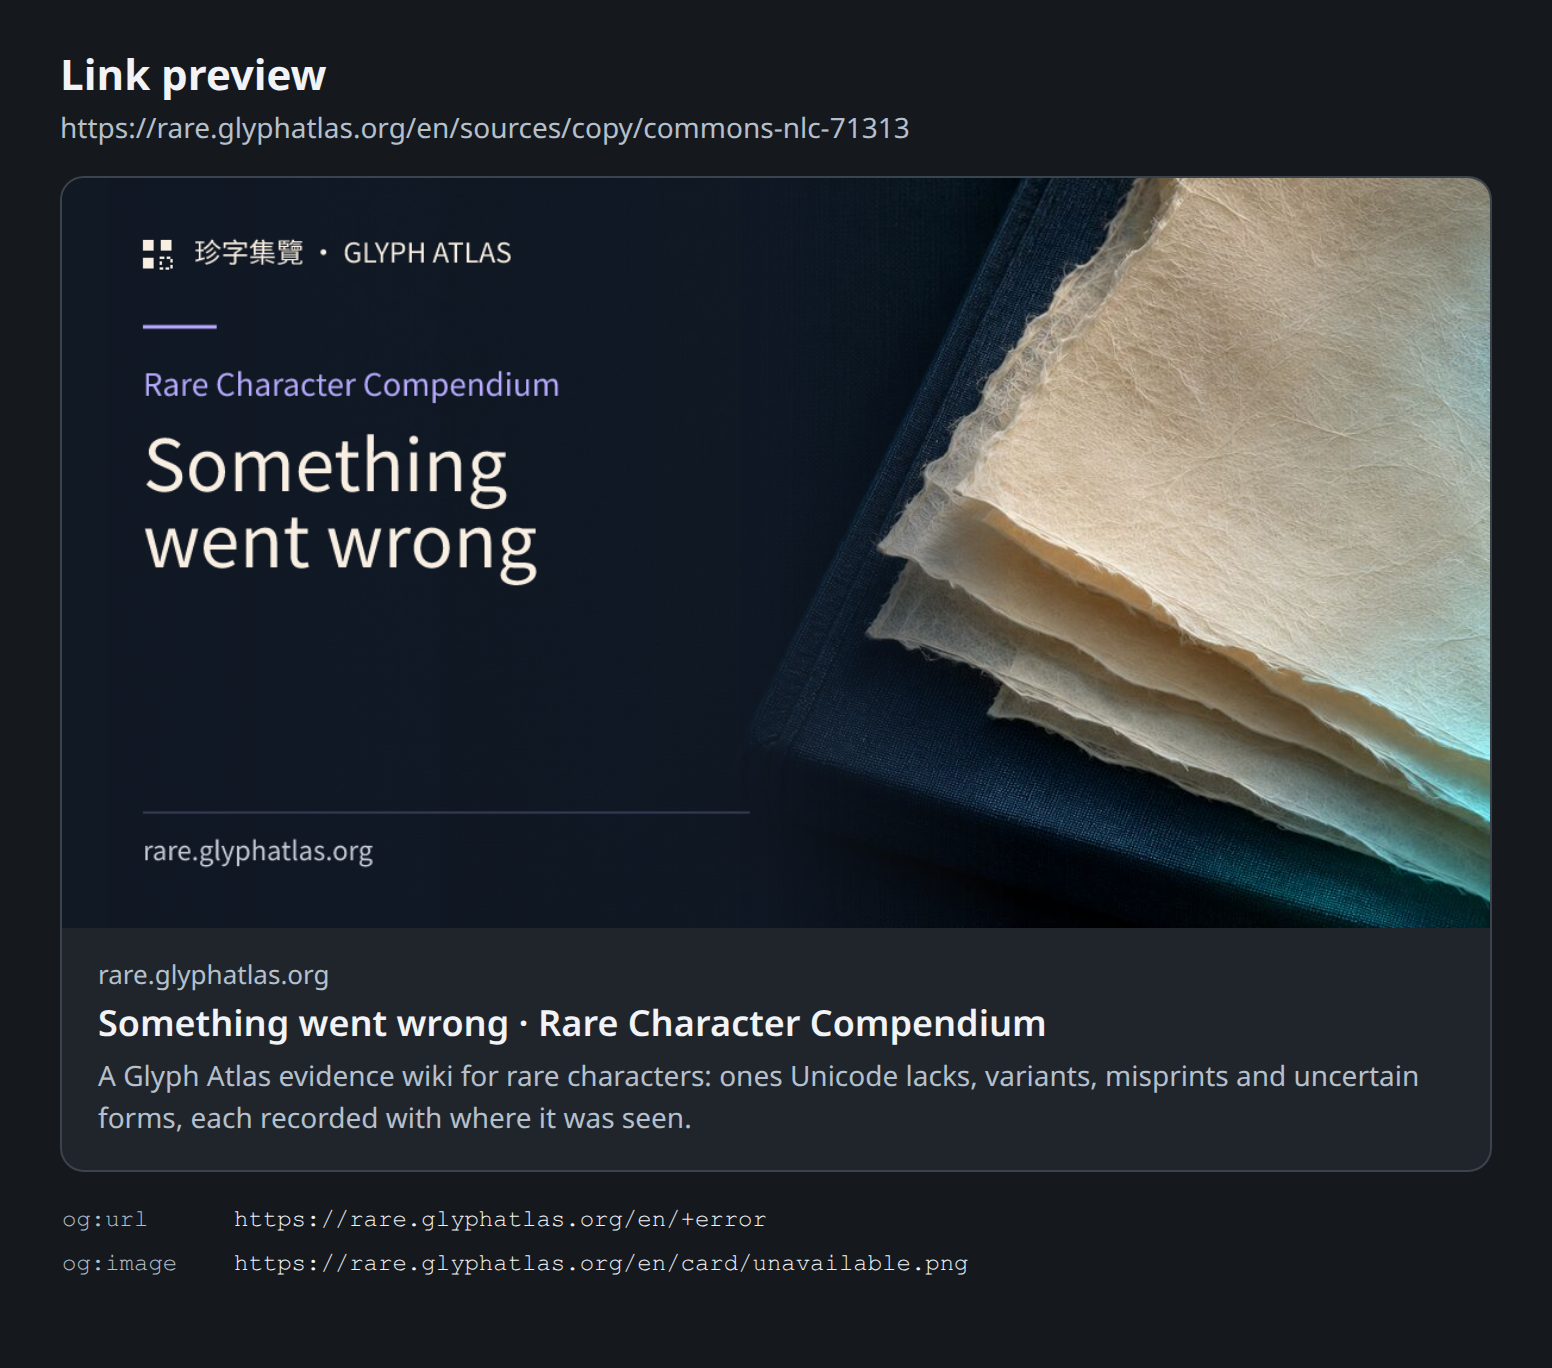 Link preview
https://rare.glyphatlas.org/en/sources/copy/commons-nlc-71313
珍字集覽 · GLYPH ATLAS
Rare Character Compendium
Something
went wrong
rare.glyphatlas.org
rare.glyphatlas.org
Something went wrong · Rare Character Compendium
A Glyph Atlas evidence wiki for rare characters: ones Unicode lacks, variants, misprints and uncertain
forms, each recorded with where it was seen.
og:url https://rare.glyphatlas.org/en/+error
og:image https://rare.glyphatlas.org/en/card/unavailable.png